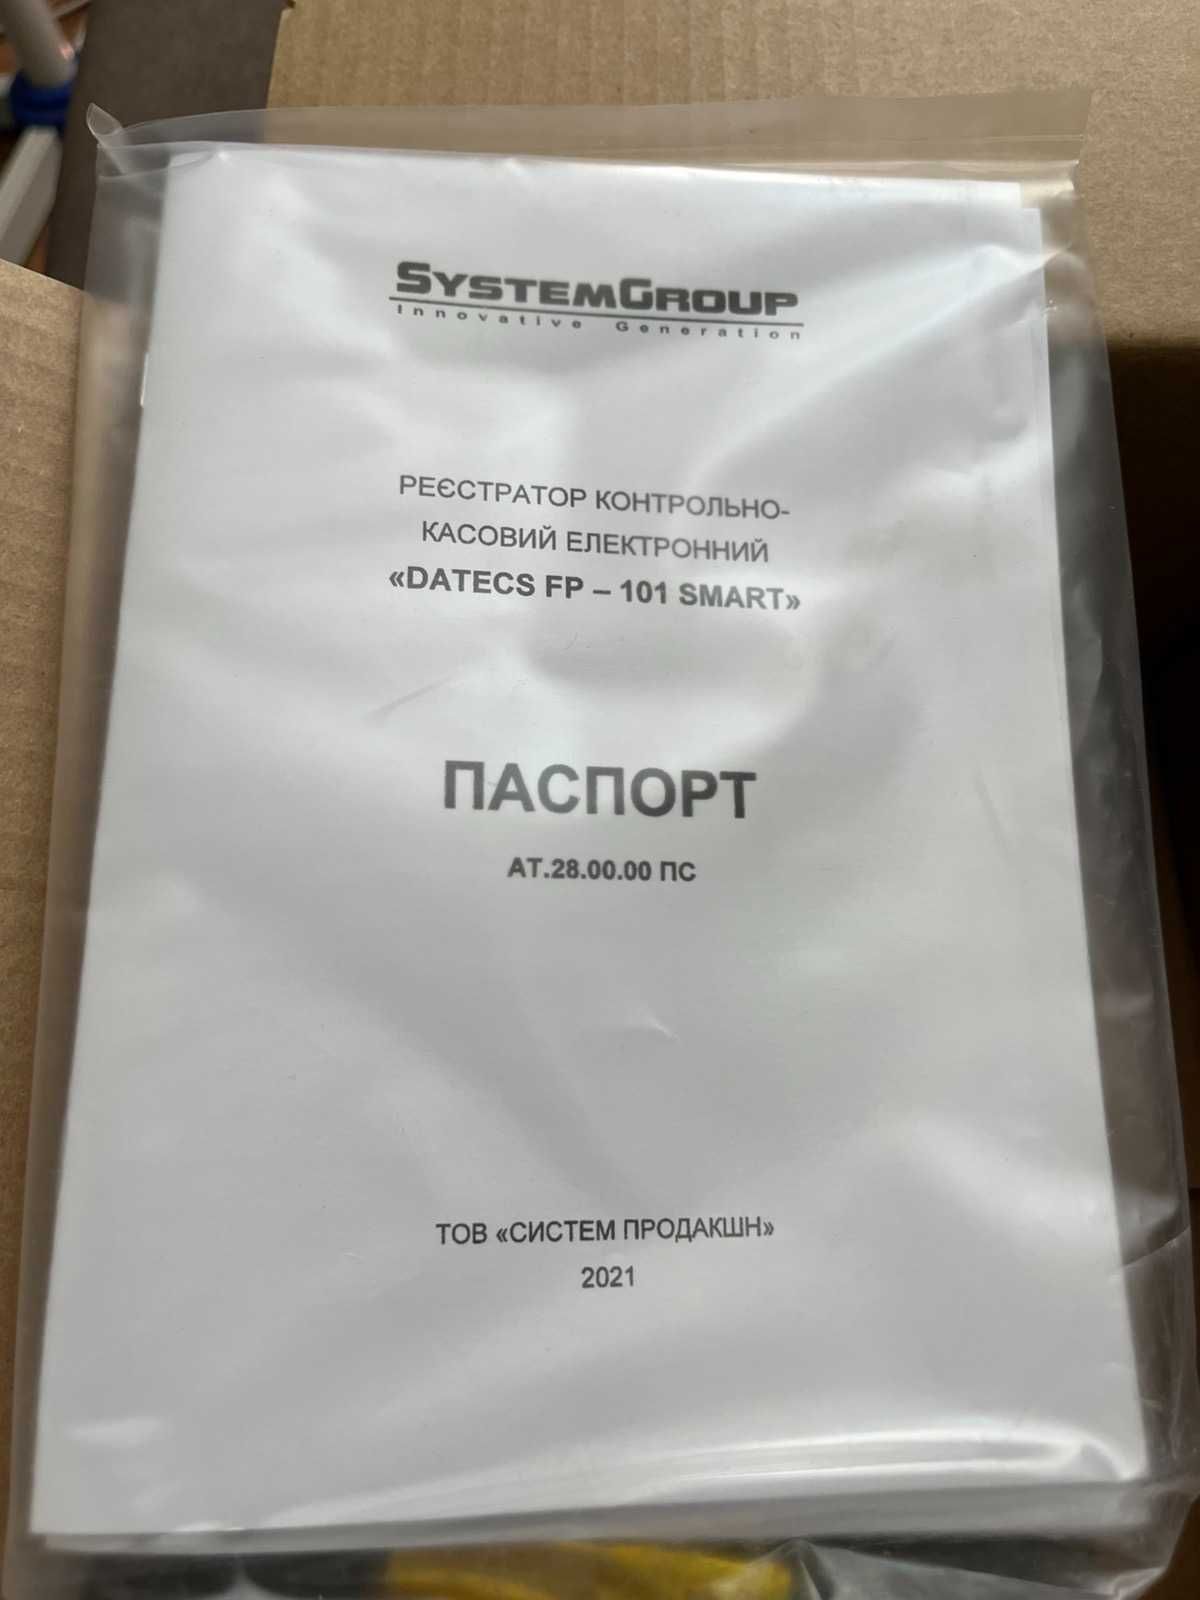 SYSTEMGROUP
Innovative Generation
РЕЄСТРАТОР КОНТРОЛЬНО-
КАСОВИЙ ЕЛЕКТРОННИЙ
«DATECS FP – 101 SMART»
ПАСПОРТ
АТ.28.00.00 ПС
ТОВ «СИСТЕМ ПРОДАКШН»
2021